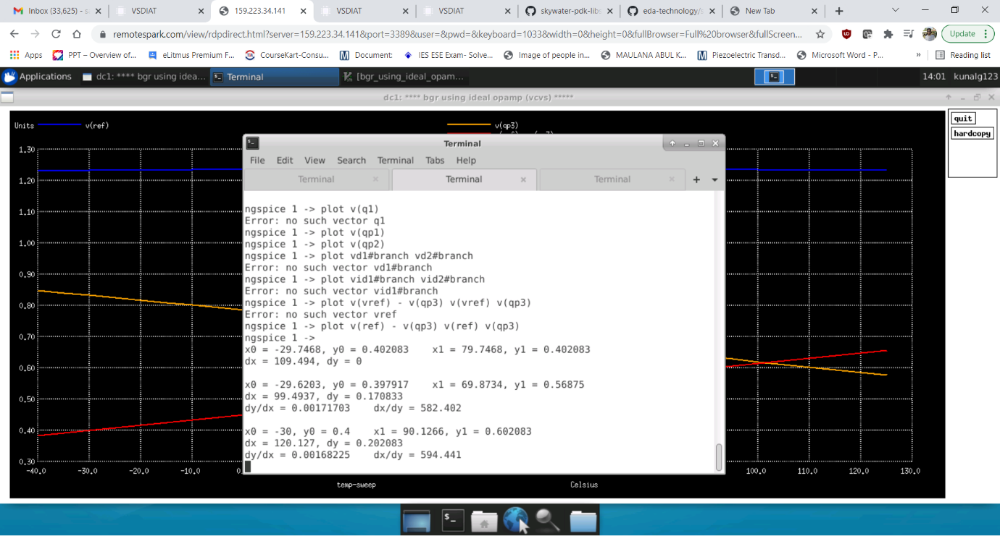 Inbox (33,625) - s
VSDIAT
159.223.34.141
VSDIAT
VSDIAT
skywater-pdk-libs
eda-technology/s
New Tab
remotespark.com/view/rdpdirect.html?server=159.223.34.141&port=3389&user=&pwd=&keyboard=1033&width=0&height=0&fullBrowser=Full%20browser&fullScreen...
Update
Apps
PPT – Overview of...
eLitmus Premium F...
CourseKart-Consu...
Document:
IES ESE Exam- Solve...
Image of people in...
MAULANA ABUL K...
Piezoelectric Transd...
Microsoft Word - P...
»
Reading list
Applications
dc1: **** bgr using idea...
Terminal
[bgr_using_ideal_opam...
14:01
kunalg123
dc1: **** bgr using ideal opamp (vcvs) *****
quit
hardcopy
Units
v(ref)
v(qp3)
1.30
1.20
1.10
1.00
0.90
0.80
0.70
0.60
0.50
0.40
0.30
-40.0
-30.0
-20.0
-10.0
0.
100.0
110.0
120.0
130.0
temp-sweep
Celsius
Terminal
File Edit View Search Terminal Tabs Help
Terminal
Terminal
Terminal
ngspice 1 -> plot v(q1)
Error: no such vector q1
ngspice 1 -> plot v(qp1)
ngspice 1 -> plot v(qp2)
ngspice 1 -> plot vd1#branch vd2#branch
Error: no such vector vd1#branch
ngspice 1 -> plot vid1#branch vid2#branch
Error: no such vector vid1#branch
ngspice 1 -> plot v(vref) - v(qp3) v(vref) v(qp3)
Error: no such vector vref
ngspice 1 -> plot v(ref) - v(qp3) v(ref) v(qp3)
ngspice 1 ->
x0 = -29.7468, y0 = 0.402083    x1 = 79.7468, y1 = 0.402083
dx = 109.494, dy = 0
x0 = -29.6203, y0 = 0.397917    x1 = 69.8734, y1 = 0.56875
dx = 99.4937, dy = 0.170833
dy/dx = 0.00171703    dx/dy = 582.402
x0 = -30, y0 = 0.4    x1 = 90.1266, y1 = 0.602083
dx = 120.127, dy = 0.202083
dy/dx = 0.00168225    dx/dy = 594.441